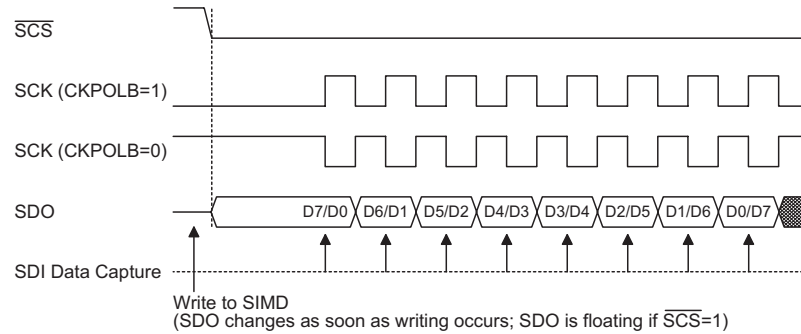 SCS
SCK (CKPOLB=1)
SCK (CKPOLB=0)
SDO
D7/D0 D6/D1 D5/D2 D4/D3 D3/D4 D2/D5 D1/D6 D0/D7
SDI Data Capture
Write to SIMD
(SDO changes as soon as writing occurs; SDO is floating if SCS=1)